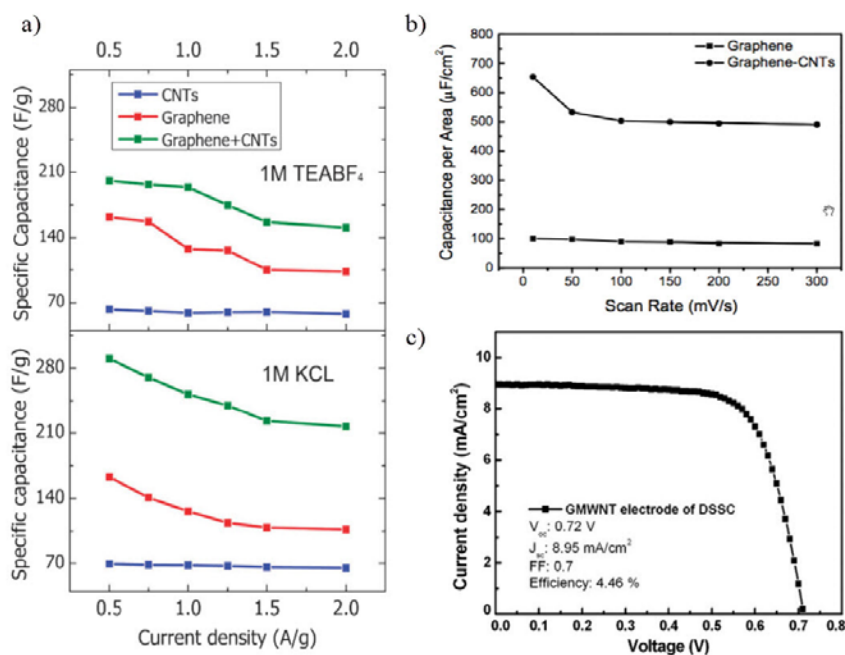 a)
0.5 1.0 1.5 2.0
Specific Capacitance (F/g)
280
210
140
70
CNTs
Graphene
Graphene+CNTs
1M TEABF₄
Specific capacitance (F/g)
280
210
140
70
1M KCL
0.5 1.0 1.5 2.0
Current density (A/g)
b)
Capacitance per Area (µF/cm²)
800
700
600
500
400
300
200
100
0
Graphene
Graphene-CNTs
0 50 100 150 200 250 300
Scan Rate (mV/s)
c)
Current density (mA/cm²)
10
8
6
4
2
0
GMWNT electrode of DSSC
V_oc: 0.72 V
J_sc: 8.95 mA/cm²
FF: 0.7
Efficiency: 4.46 %
0.0 0.1 0.2 0.3 0.4 0.5 0.6 0.7 0.8
Voltage (V)